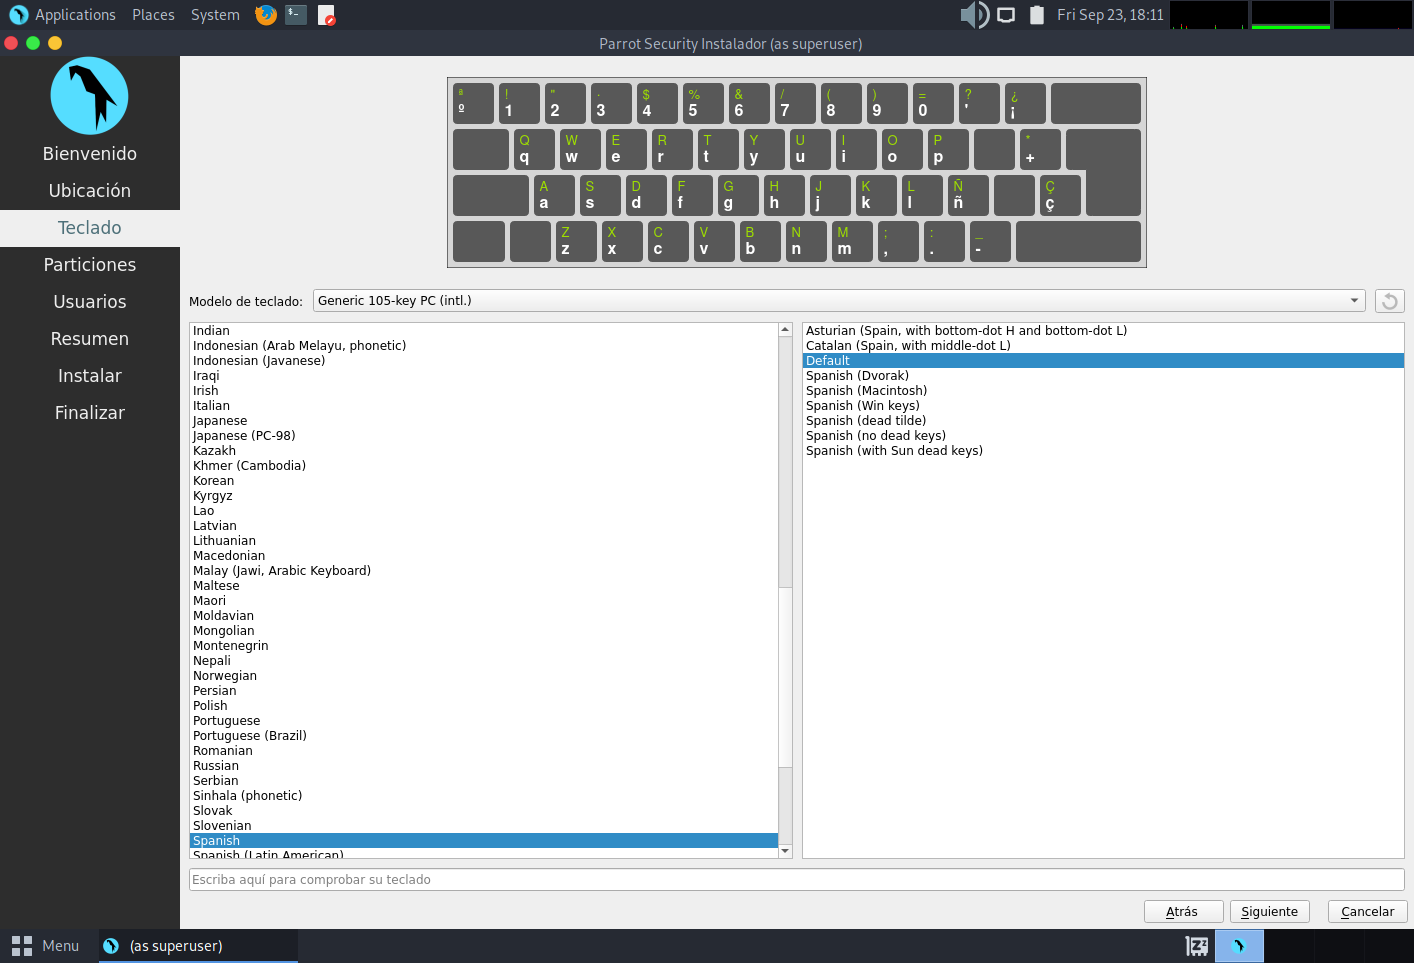 Applications Places System Fri Sep 23, 18:11
Parrot Security Instalador (as superuser)
Bienvenido
Ubicación
Teclado
Particiones
Usuarios
Resumen
Instalar
Finalizar
ª ! " · $ % & / ( ) = ? ¿
º 1 2 3 4 5 6 7 8 9 0 ' ¡
Q W E R T Y U I O P *
q w e r t y u i o p +
A S D F G H J K L Ñ Ç
a s d f g h j k l ñ ç
Z X C V B N M ; : _
z x c v b n m , . -
Modelo de teclado: Generic 105-key PC (intl.)
Indian
Indonesian (Arab Melayu, phonetic)
Indonesian (Javanese)
Iraqi
Irish
Italian
Japanese
Japanese (PC-98)
Kazakh
Khmer (Cambodia)
Korean
Kyrgyz
Lao
Latvian
Lithuanian
Macedonian
Malay (Jawi, Arabic Keyboard)
Maltese
Maori
Moldavian
Mongolian
Montenegrin
Nepali
Norwegian
Persian
Polish
Portuguese
Portuguese (Brazil)
Romanian
Russian
Serbian
Sinhala (phonetic)
Slovak
Slovenian
Spanish
Spanish (Latin American)
Asturian (Spain, with bottom-dot H and bottom-dot L)
Catalan (Spain, with middle-dot L)
Default
Spanish (Dvorak)
Spanish (Macintosh)
Spanish (Win keys)
Spanish (dead tilde)
Spanish (no dead keys)
Spanish (with Sun dead keys)
Escriba aquí para comprobar su teclado
Atrás Siguiente Cancelar
Menu (as superuser)